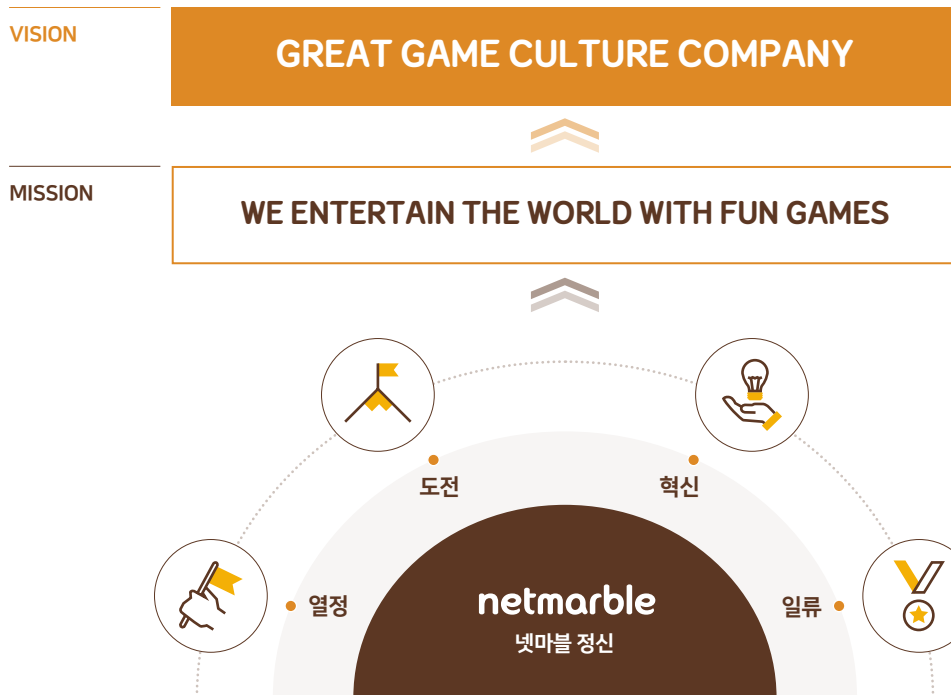 VISION
GREAT GAME CULTURE COMPANY
MISSION
WE ENTERTAIN THE WORLD WITH FUN GAMES
도전
혁신
열정
netmarble
넷마블 정신
일류